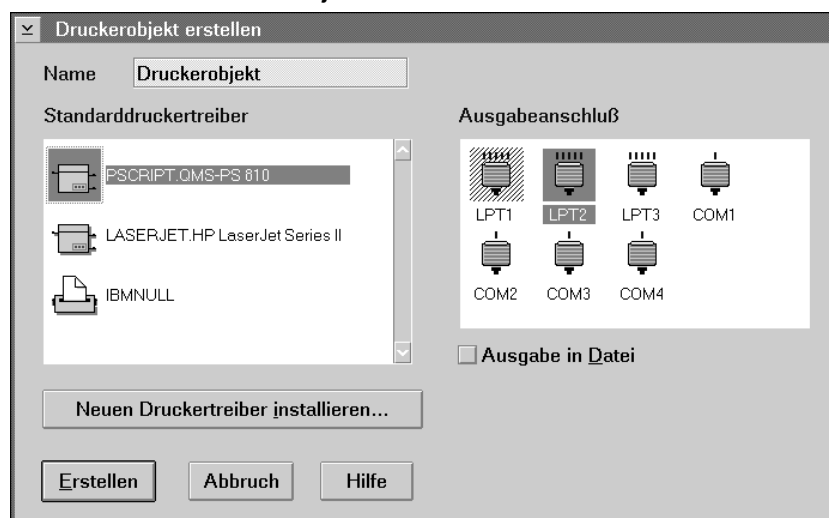 Druckerobjekt erstellen
Name Druckerobjekt
Standarddruckertreiber
PSCRIPT.QMS-PS 810
LASERJET.HP LaserJet Series II
IBMNULL
Ausgabeanschluß
LPT1 LPT2 LPT3 COM1
COM2 COM3 COM4
Ausgabe in Datei
Neuen Druckertreiber installieren...
Erstellen Abbruch Hilfe